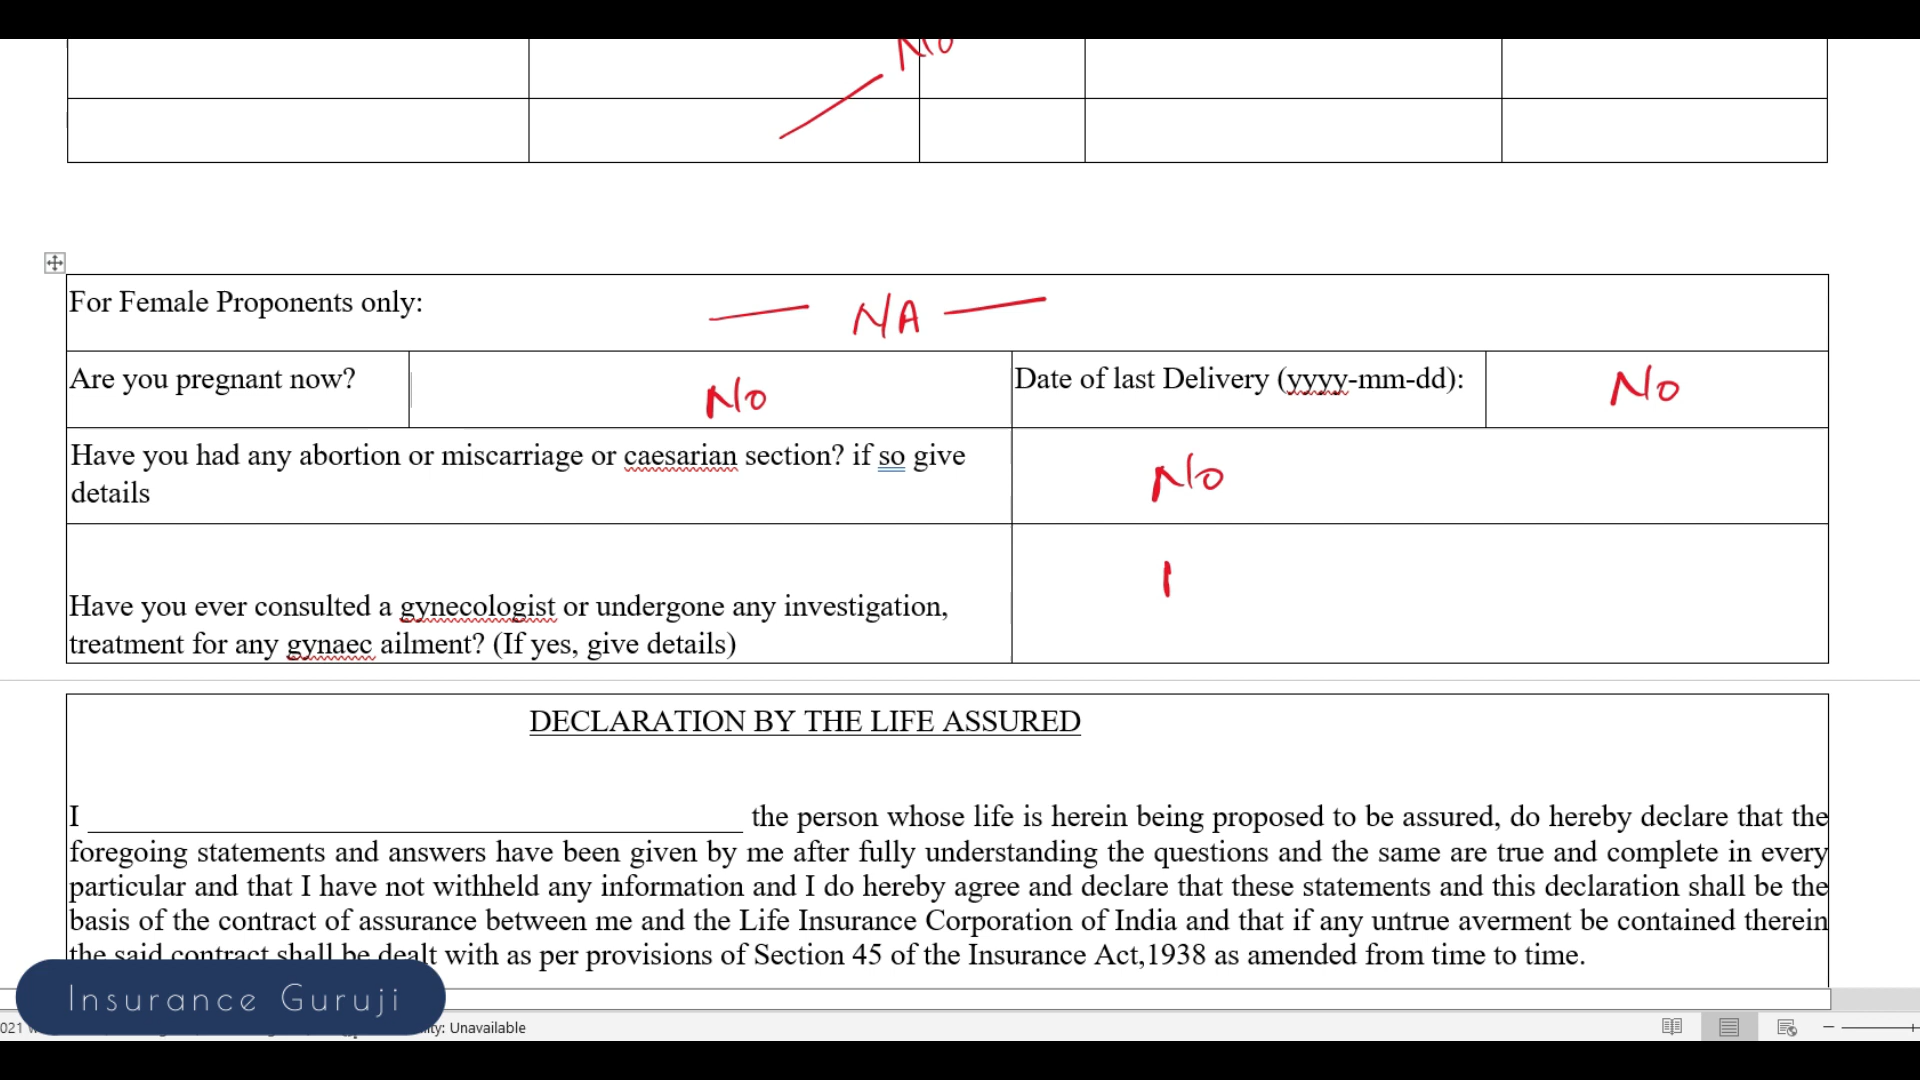 No
For Female Proponents only: — NA —
Are you pregnant now? No Date of last Delivery (yyyy-mm-dd): No
Have you had any abortion or miscarriage or caesarian section? if so give
details
No
Have you ever consulted a gynecologist or undergone any investigation,
treatment for any gynaec ailment? (If yes, give details)
DECLARATION BY THE LIFE ASSURED
I ______________________________ the person whose life is herein being proposed to be assured, do hereby declare that the
foregoing statements and answers have been given by me after fully understanding the questions and the same are true and complete in every
particular and that I have not withheld any information and I do hereby agree and declare that these statements and this declaration shall be the
basis of the contract of assurance between me and the Life Insurance Corporation of India and that if any untrue averment be contained therein
the said contract shall be dealt with as per provisions of Section 45 of the Insurance Act,1938 as amended from time to time.
Insurance Guruji
Unavailable